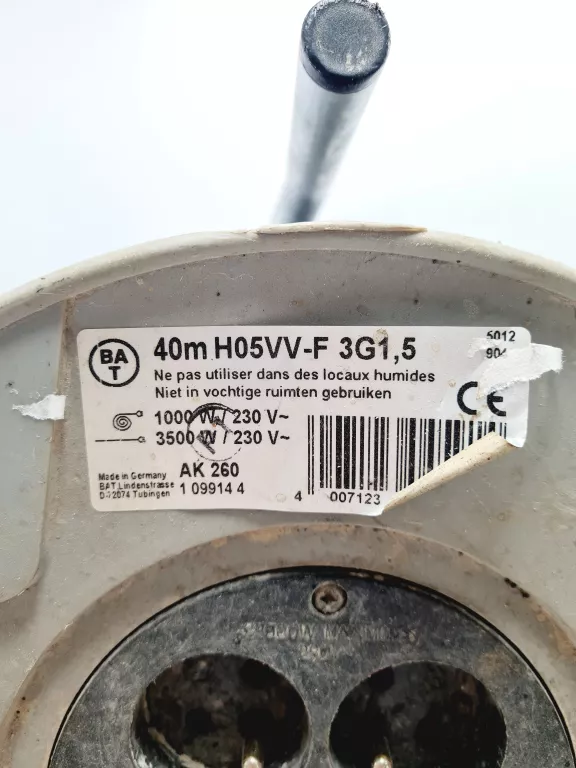 BAT
40m H05VV-F 3G1,5
5012
904
Ne pas utiliser dans des locaux humides
Niet in vochtige ruimten gebruiken
CE
1000 W / 230 V~
3500 W / 230 V~
AK 260
Made in Germany
BAT Lindenstrasse
D-72074 Tübingen
1 09914 4
4 007123